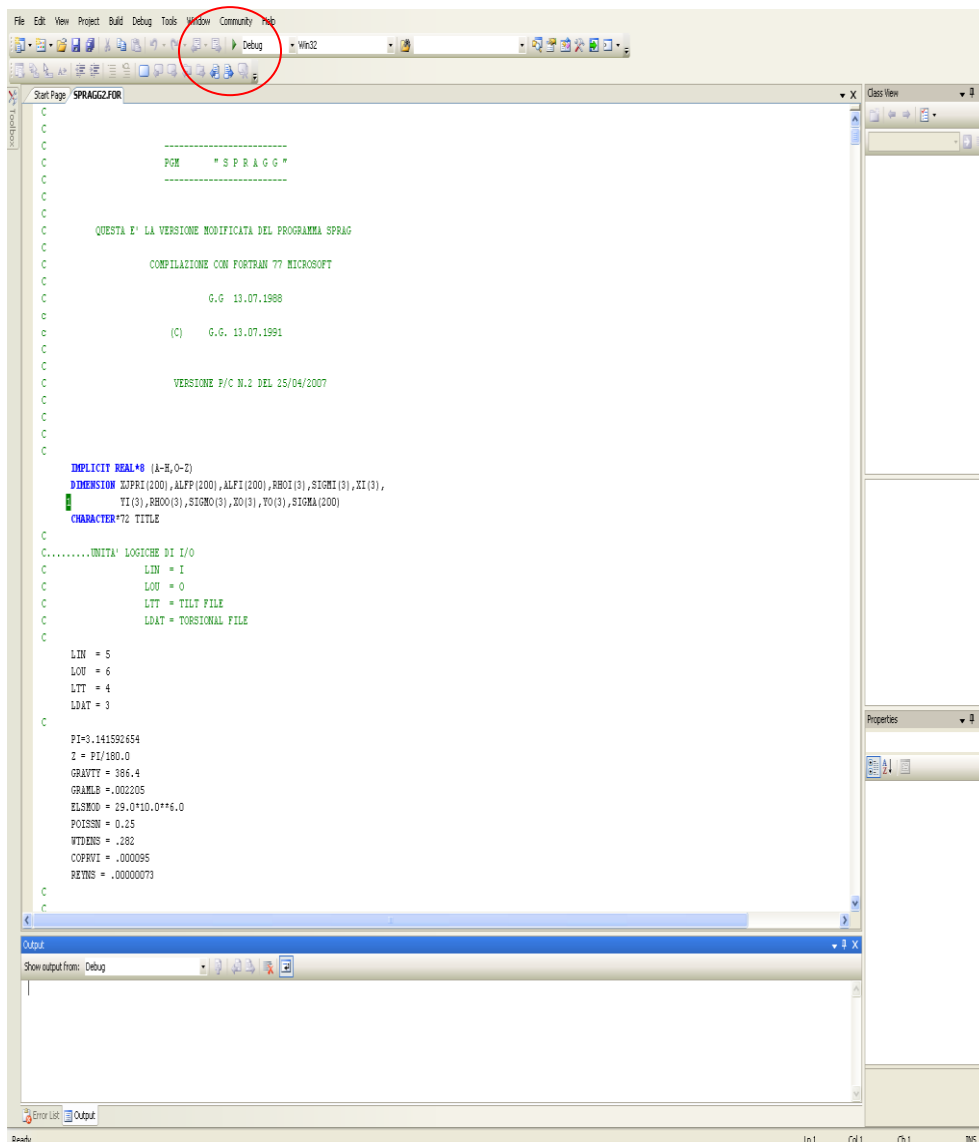 File Edit View Project Build Debug Tools Window Community Help
Debug Win32
Toolbox
Start Page SPRAGG2.FOR
C
C
C -------------------------
C PGM " S P R A G G "
C -------------------------
C
C
C QUESTA E' LA VERSIONE MODIFICATA DEL PROGRAMMA SPRAG
C
C COMPILAZIONE CON FORTRAN 77 MICROSOFT
C
C G.G 13.07.1988
c
c (C) G.G. 13.07.1991
C
C
C VERSIONE P/C N.2 DEL 25/04/2007
C
C
C
C
IMPLICIT REAL*8 (A-H,O-Z)
DIMENSION XJPRI(200),ALFP(200),ALFI(200),RHOI(3),SIGMI(3),XI(3),
1 YI(3),RHOO(3),SIGMO(3),XO(3),YO(3),SIGMA(200)
CHARACTER*72 TITLE
C
C.........UNITA' LOGICHE DI I/O
C LIN = I
C LOU = O
C LTT = TILT FILE
C LDAT = TORSIONAL FILE
C
LIN = 5
LOU = 6
LTT = 4
LDAT = 3
C
PI=3.141592654
Z = PI/180.0
GRAVTY = 386.4
GRAMLB =.002205
ELSMOD = 29.0*10.0**6.0
POISSN = 0.25
WTDENS = .282
COPRVI = .000095
REYNS = .00000073
C
C
Class View
Properties
Output
Show output from: Debug
Error List Output
Ready Ln 1 Col 1 Ch 1 INS